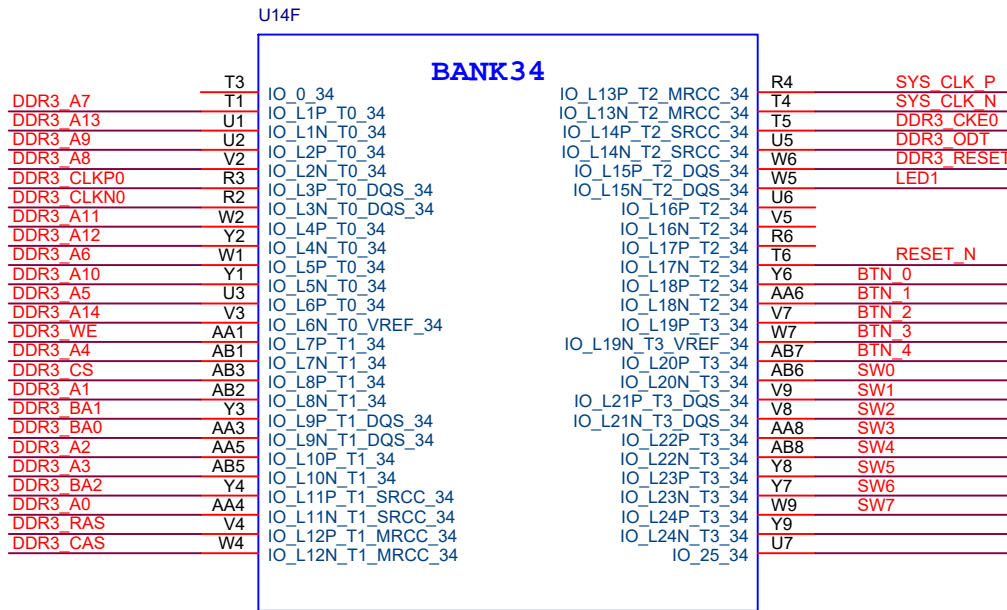 U14F
BANK34
T3 IO_0_34 IO_L13P_T2_MRCC_34 R4 SYS_CLK_P
DDR3_A7 T1 IO_L1P_T0_34 IO_L13N_T2_MRCC_34 T4 SYS_CLK_N
DDR3_A13 U1 IO_L1N_T0_34 IO_L14P_T2_SRCC_34 T5 DDR3_CKE0
DDR3_A9 U2 IO_L2P_T0_34 IO_L14N_T2_SRCC_34 U5 DDR3_ODT
DDR3_A8 V2 IO_L2N_T0_34 IO_L15P_T2_DQS_34 W6 DDR3_RESET
DDR3_CLKP0 R3 IO_L3P_T0_DQS_34 IO_L15N_T2_DQS_34 W5 LED1
DDR3_CLKN0 R2 IO_L3N_T0_DQS_34 IO_L16P_T2_34 U6
DDR3_A11 W2 IO_L4P_T0_34 IO_L16N_T2_34 V5
DDR3_A12 Y2 IO_L4N_T0_34 IO_L17P_T2_34 R6
DDR3_A6 W1 IO_L5P_T0_34 IO_L17N_T2_34 T6 RESET_N
DDR3_A10 Y1 IO_L5N_T0_34 IO_L18P_T2_34 Y6 BTN_0
DDR3_A5 U3 IO_L6P_T0_34 IO_L18N_T2_34 AA6 BTN_1
DDR3_A14 V3 IO_L6N_T0_VREF_34 IO_L19P_T3_34 V7 BTN_2
DDR3_WE AA1 IO_L7P_T1_34 IO_L19N_T3_VREF_34 W7 BTN_3
DDR3_A4 AB1 IO_L7N_T1_34 IO_L20P_T3_34 AB7 BTN_4
DDR3_CS AB3 IO_L8P_T1_34 IO_L20N_T3_34 AB6 SW0
DDR3_A1 AB2 IO_L8N_T1_34 IO_L21P_T3_DQS_34 V9 SW1
DDR3_BA1 Y3 IO_L9P_T1_DQS_34 IO_L21N_T3_DQS_34 V8 SW2
DDR3_BA0 AA3 IO_L9N_T1_DQS_34 IO_L22P_T3_34 AA8 SW3
DDR3_A2 AA5 IO_L10P_T1_34 IO_L22N_T3_34 AB8 SW4
DDR3_A3 AB5 IO_L10N_T1_34 IO_L23P_T3_34 Y8 SW5
DDR3_BA2 Y4 IO_L11P_T1_SRCC_34 IO_L23N_T3_34 Y7 SW6
DDR3_A0 AA4 IO_L11N_T1_SRCC_34 IO_L24P_T3_34 W9 SW7
DDR3_RAS V4 IO_L12P_T1_MRCC_34 IO_L24N_T3_34 Y9
DDR3_CAS W4 IO_L12N_T1_MRCC_34 IO_25_34 U7